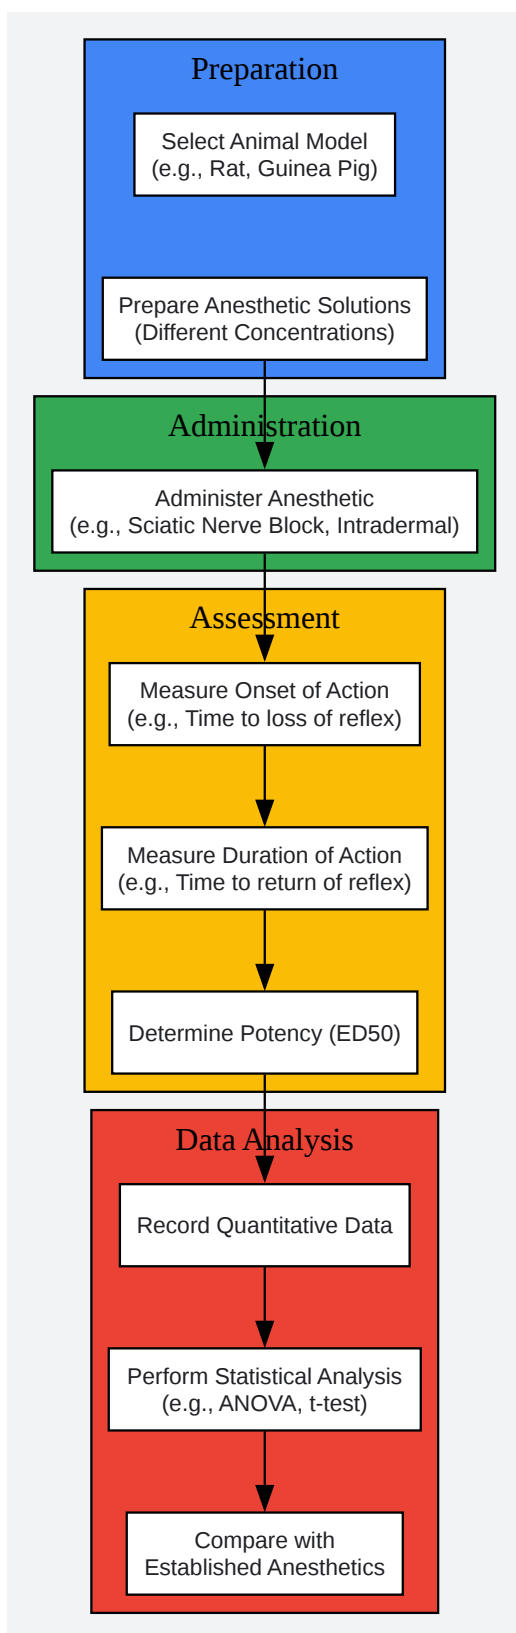 Preparation
Select Animal Model
(e.g., Rat, Guinea Pig)
Prepare Anesthetic Solutions
(Different Concentrations)
Administration
Administer Anesthetic
(e.g., Sciatic Nerve Block, Intradermal)
Assessment
Measure Onset of Action
(e.g., Time to loss of reflex)
Measure Duration of Action
(e.g., Time to return of reflex)
Determine Potency (ED50)
Data Analysis
Record Quantitative Data
Perform Statistical Analysis
(e.g., ANOVA, t-test)
Compare with
Established Anesthetics